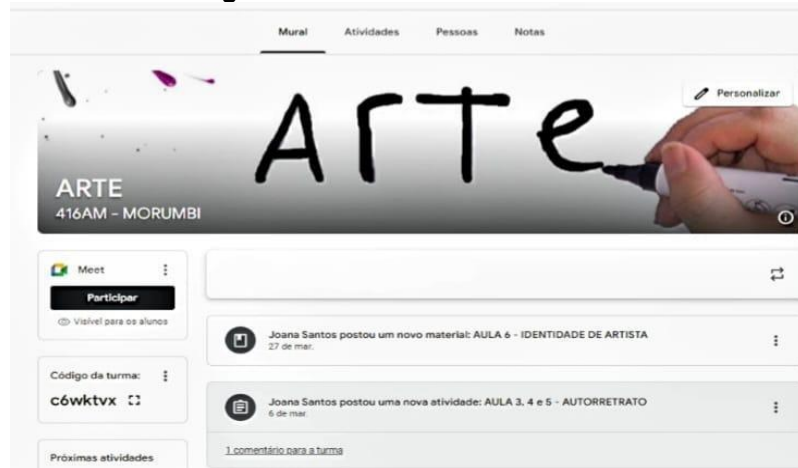 Mural Atividades Pessoas Notas
ArTe
Personalizar
ARTE
416AM - MORUMBI
Meet
Participar
Visível para os alunos
Joana Santos postou um novo material: AULA 6 - IDENTIDADE DE ARTISTA
27 de mar.
Código da turma:
c6wktvx
Joana Santos postou uma nova atividade: AULA 3, 4 e 5 - AUTORRETRATO
6 de mar.
1 comentário para a turma
Próximas atividades